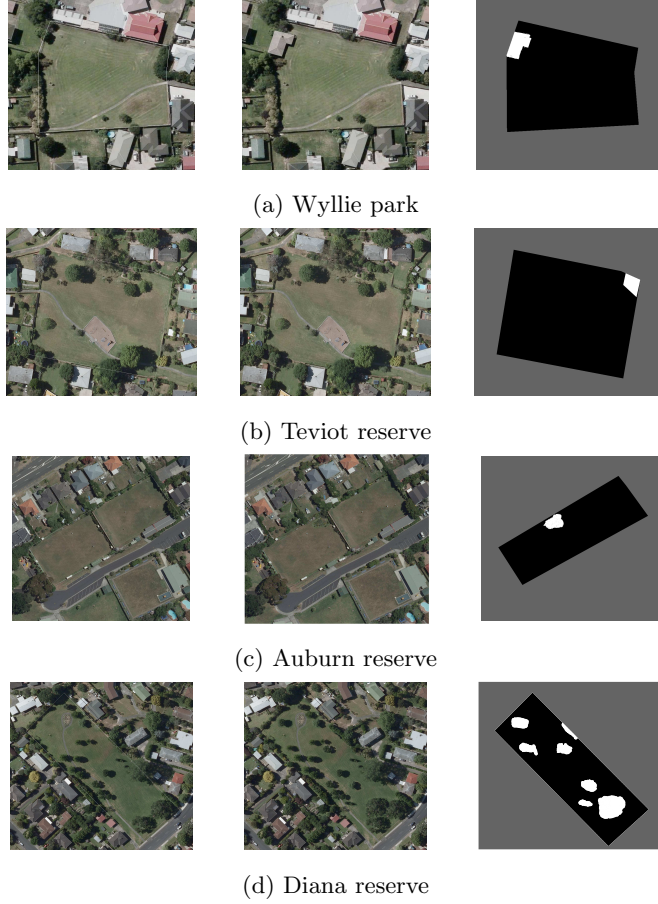 (a) Wyllie park
(b) Teviot reserve
(c) Auburn reserve
(d) Diana reserve